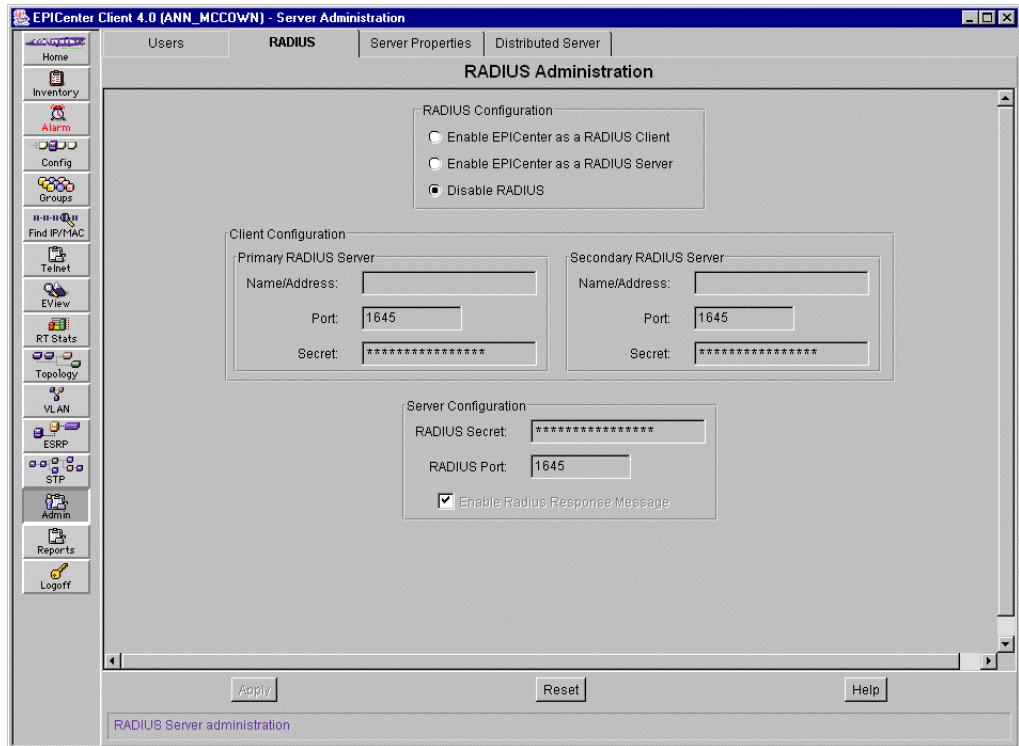 EPICenter Client 4.0 (ANN_MCCOWN) - Server Administration
Home
Inventory
Alarm
Config
Groups
Find IP/MAC
Telnet
EView
RT Stats
Topology
VLAN
ESRP
STP
Admin
Reports
Logoff
Users RADIUS Server Properties Distributed Server
RADIUS Administration
RADIUS Configuration
Enable EPICenter as a RADIUS Client
Enable EPICenter as a RADIUS Server
Disable RADIUS
Client Configuration
Primary RADIUS Server
Name/Address:
Port: 1645
Secret: ****************
Secondary RADIUS Server
Name/Address:
Port: 1645
Secret: ****************
Server Configuration
RADIUS Secret: ****************
RADIUS Port: 1645
Enable Radius Response Message
Apply Reset Help
RADIUS Server administration